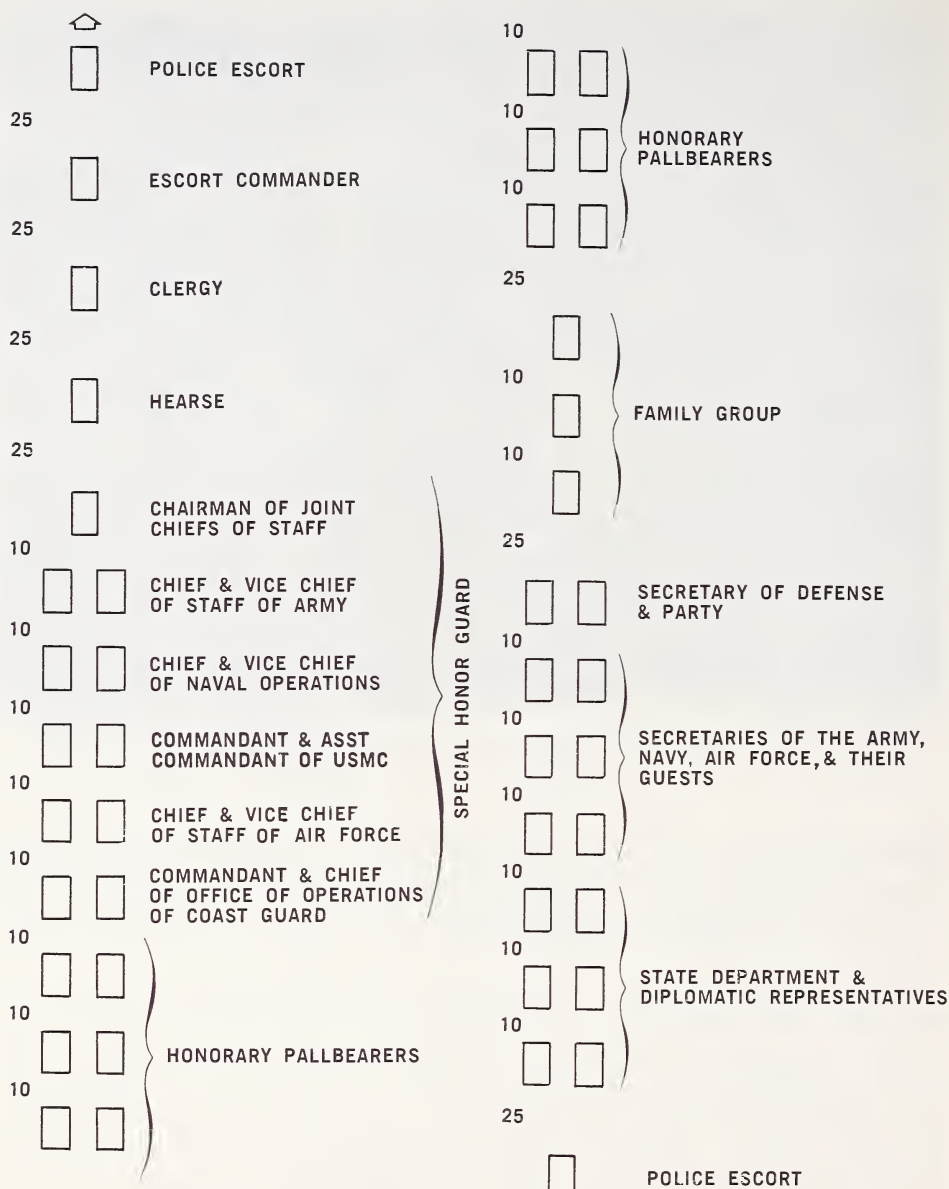 POLICE ESCORT
25
ESCORT COMMANDER
25
CLERGY
25
HEARSE
25
CHAIRMAN OF JOINT
CHIEFS OF STAFF
10
CHIEF & VICE CHIEF
OF STAFF OF ARMY
10
CHIEF & VICE CHIEF
OF NAVAL OPERATIONS
10
COMMANDANT & ASST
COMMANDANT OF USMC
10
CHIEF & VICE CHIEF
OF STAFF OF AIR FORCE
10
COMMANDANT & CHIEF
OF OFFICE OF OPERATIONS
OF COAST GUARD
SPECIAL HONOR GUARD
10
10
HONORARY PALLBEARERS
10
10
10
HONORARY
PALLBEARERS
10
25
10
FAMILY GROUP
10
25
SECRETARY OF DEFENSE
& PARTY
10
10
SECRETARIES OF THE ARMY,
NAVY, AIR FORCE, & THEIR
GUESTS
10
10
10
STATE DEPARTMENT &
DIPLOMATIC REPRESENTATIVES
10
25
POLICE ESCORT